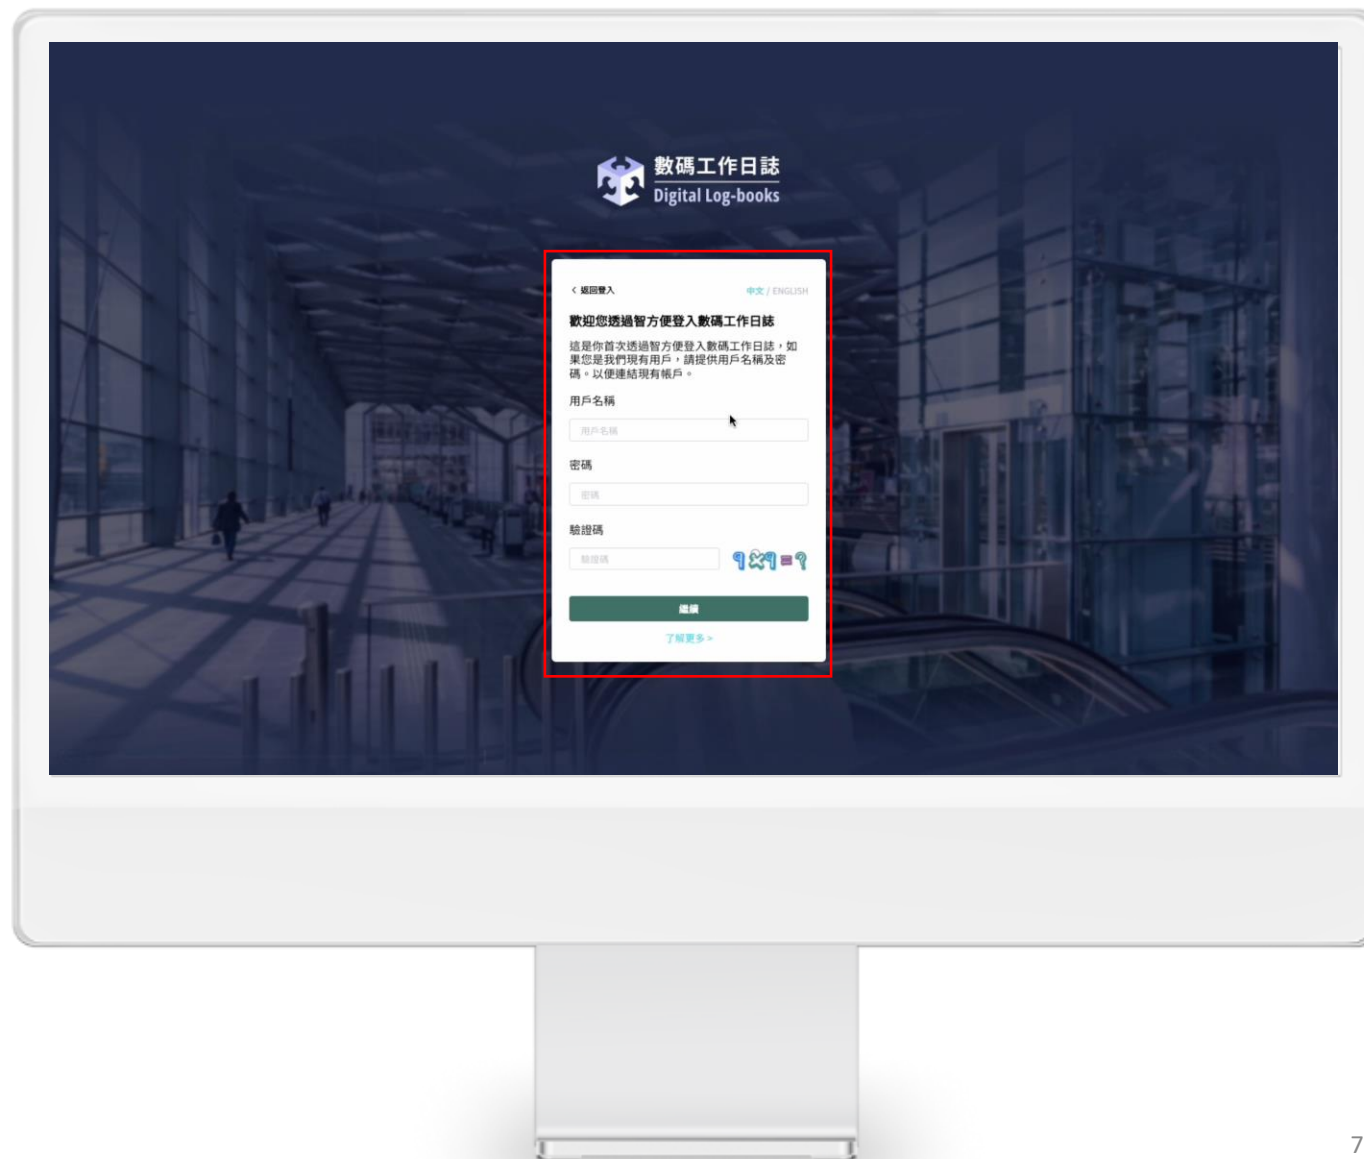 數碼工作日誌
Digital Log-books
< 返回登入
中文 / ENGLISH
歡迎您透過智方便登入數碼工作日誌
這是你首次透過智方便登入數碼工作日誌，如
果您是我們現有用戶，請提供用戶名稱及密
碼。以便連結現有帳戶。
用戶名稱
用戶名稱
密碼
密碼
驗證碼
驗證碼
9×9=?
繼續
了解更多 >
7